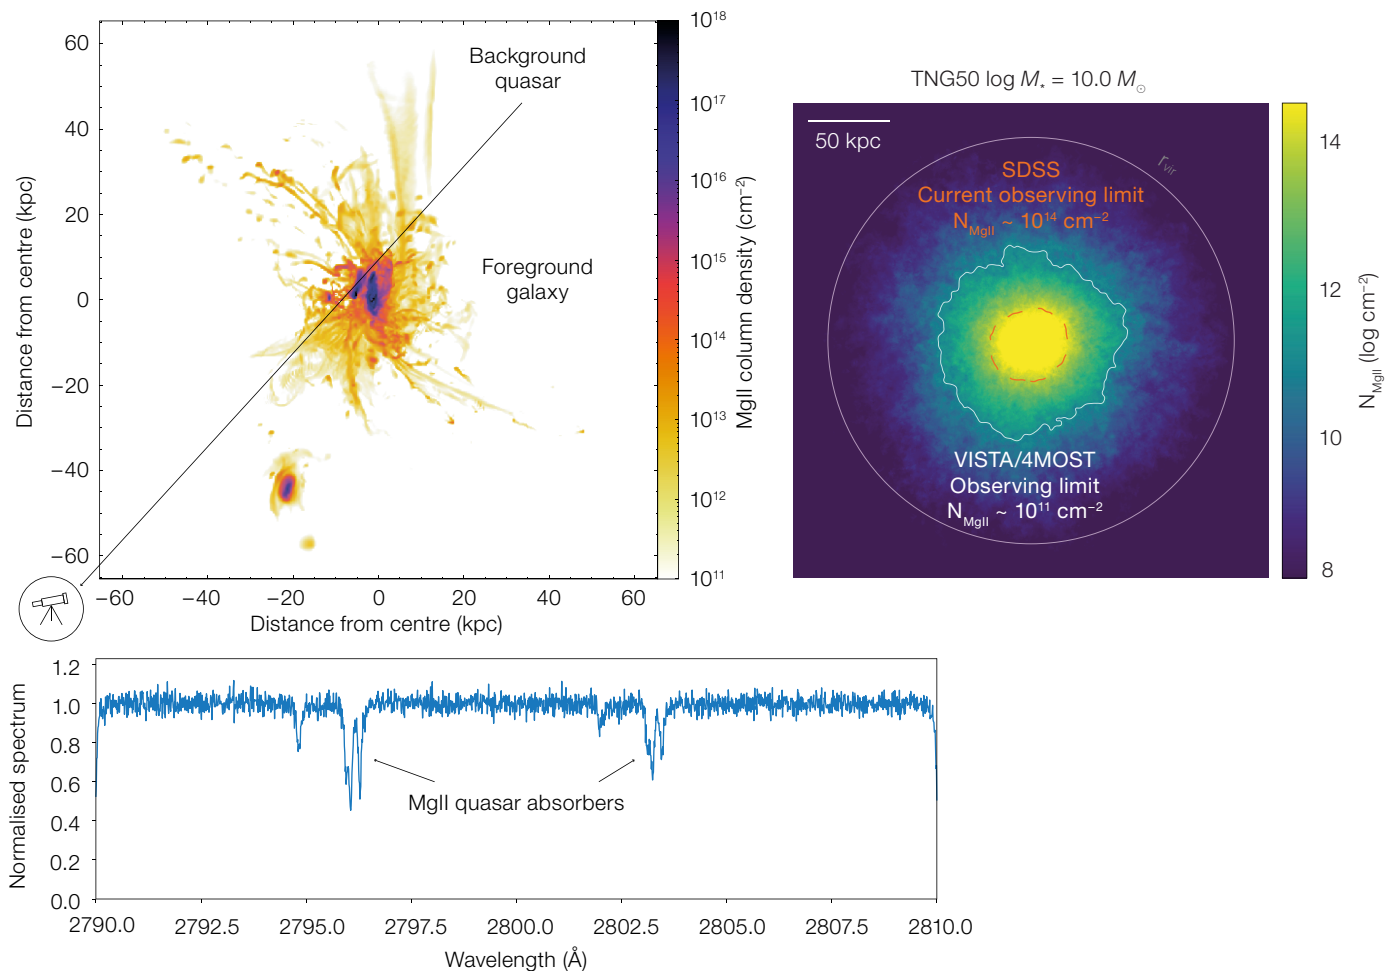 60
40
20
0
−20
−40
−60
Distance from centre (kpc)
−60 −40 −20 0 20 40 60
Distance from centre (kpc)
Background
quasar
Foreground
galaxy
10¹⁸
10¹⁷
10¹⁶
10¹⁵
10¹⁴
10¹³
10¹²
10¹¹
MgII column density (cm⁻²)
TNG50 log M⋆ = 10.0 M☉
50 kpc
r_vir
SDSS
Current observing limit
N_MgII ~ 10¹⁴ cm⁻²
VISTA/4MOST
Observing limit
N_MgII ~ 10¹¹ cm⁻²
14
12
10
8
N_MgII (log cm⁻²)
1.2
1.0
0.8
0.6
0.4
0.2
0.0
Normalised spectrum
MgII quasar absorbers
2790.0 2792.5 2795.0 2797.5 2800.0 2802.5 2805.0 2807.5 2810.0
Wavelength (Å)